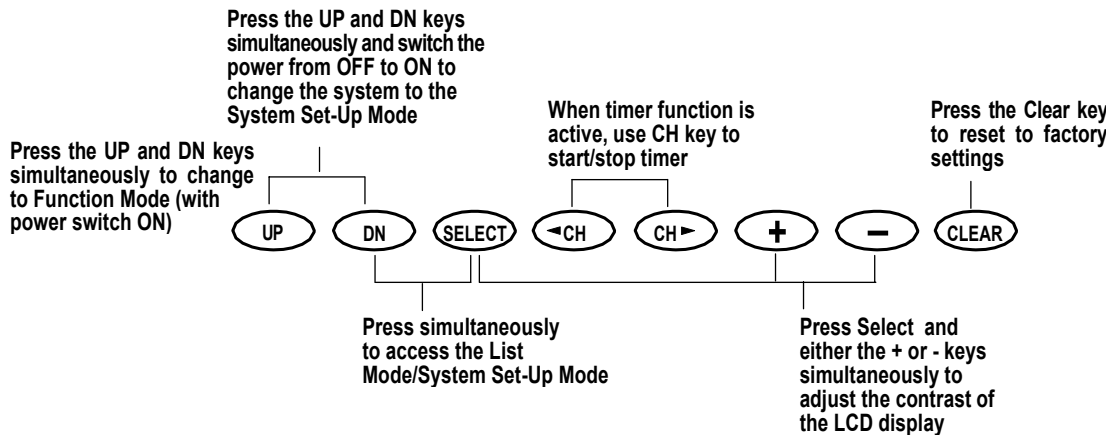 Press the UP and DN keys
simultaneously and switch the
power from OFF to ON to
change the system to the
System Set-Up Mode
Press the UP and DN keys
simultaneously to change
to Function Mode (with
power switch ON)
When timer function is
active, use CH key to
start/stop timer
Press the Clear key
to reset to factory
settings
UP
DN
SELECT
◄CH
CH►
+
−
CLEAR
Press simultaneously
to access the List
Mode/System Set-Up Mode
Press Select and
either the + or - keys
simultaneously to
adjust the contrast of
the LCD display